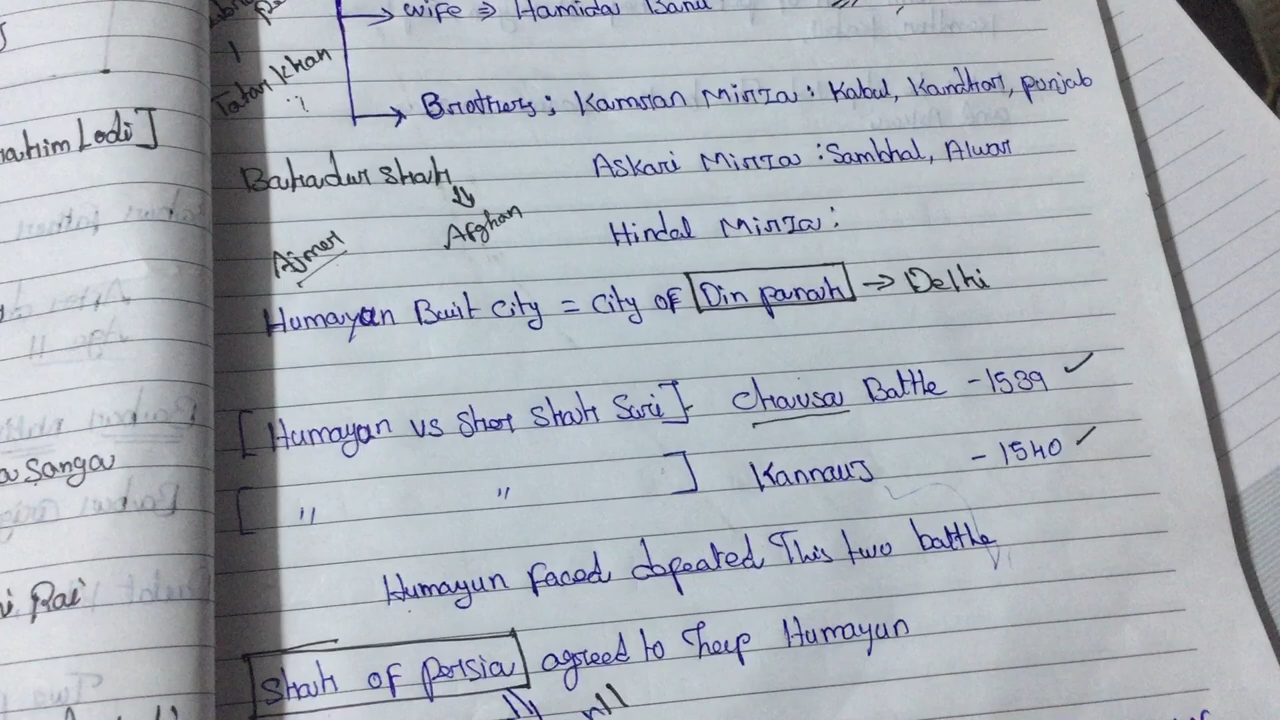 wife ⇒ Hamida Banu
Tatar Khan
→ Brothers; Kamran Mirza: Kabul, Kandhar, punjab
rahim Lodi]
Bahadur Shah
Askari Mirza: Sambhal, Alwar
Afghan
Hindal Mirza:
Ajmer
Humayan Built City = City of Din panah → Delhi
[Humayan vs Sher Shah Suri] Chausa Battle -1539 ✓
a Sanga
[ " " ] Kannauj -1540 ✓
Humayun faced defeated This two battle
i Rai
Shah of persia agreed to help Humayun